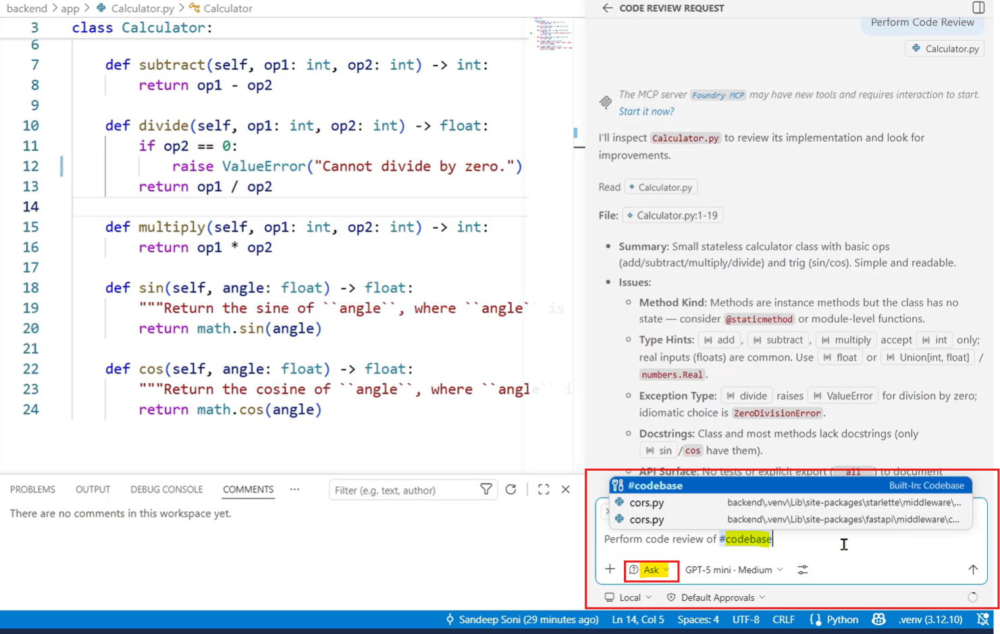 backend > app > Calculator.py > Calculator
3 class Calculator:
6
7 def subtract(self, op1: int, op2: int) -> int:
8 return op1 - op2
9
10 def divide(self, op1: int, op2: int) -> float:
11 if op2 == 0:
12 raise ValueError("Cannot divide by zero.")
13 return op1 / op2
14
15 def multiply(self, op1: int, op2: int) -> int:
16 return op1 * op2
17
18 def sin(self, angle: float) -> float:
19 """Return the sine of ``angle``, where ``angle` is
20 return math.sin(angle)
21
22 def cos(self, angle: float) -> float:
23 """Return the cosine of ``angle``, where ``angle i
24 return math.cos(angle)
PROBLEMS OUTPUT DEBUG CONSOLE COMMENTS ···
Filter (e.g. text, author)
There are no comments in this workspace yet.
CODE REVIEW REQUEST
Perform Code Review
Calculator.py
The MCP server Foundry MCP may have new tools and requires interaction to start.
Start it now?
I'll inspect Calculator.py to review its implementation and look for
improvements.
Read Calculator.py
File: Calculator.py:1-19
• Summary: Small stateless calculator class with basic ops
(add/subtract/multiply/divide) and trig (sin/cos). Simple and readable.
• Issues:
Method Kind: Methods are instance methods but the class has no
state — consider @staticmethod or module-level functions.
Type Hints: add , subtract , multiply accept int only;
real inputs (floats) are common. Use float or Union[int, float] /
numbers.Real.
Exception Type: divide raises ValueError for division by zero;
idiomatic choice is ZeroDivisionError.
Docstrings: Class and most methods lack docstrings (only
sin /cos have them).
API Surface: No tests or explicit export (__all__) to document
#codebase Built-In: Codebase
cors.py backend\.venv\Lib\site-packages\starlette\middleware\...
cors.py backend\.venv\Lib\site-packages\fastapi\middleware\c...
Perform code review of #codebase
+ Ask GPT-5 mini · Medium
Local Default Approvals
Sandeep Soni (29 minutes ago) Ln 14, Col 5 Spaces: 4 UTF-8 CRLF Python .venv (3.12.10)